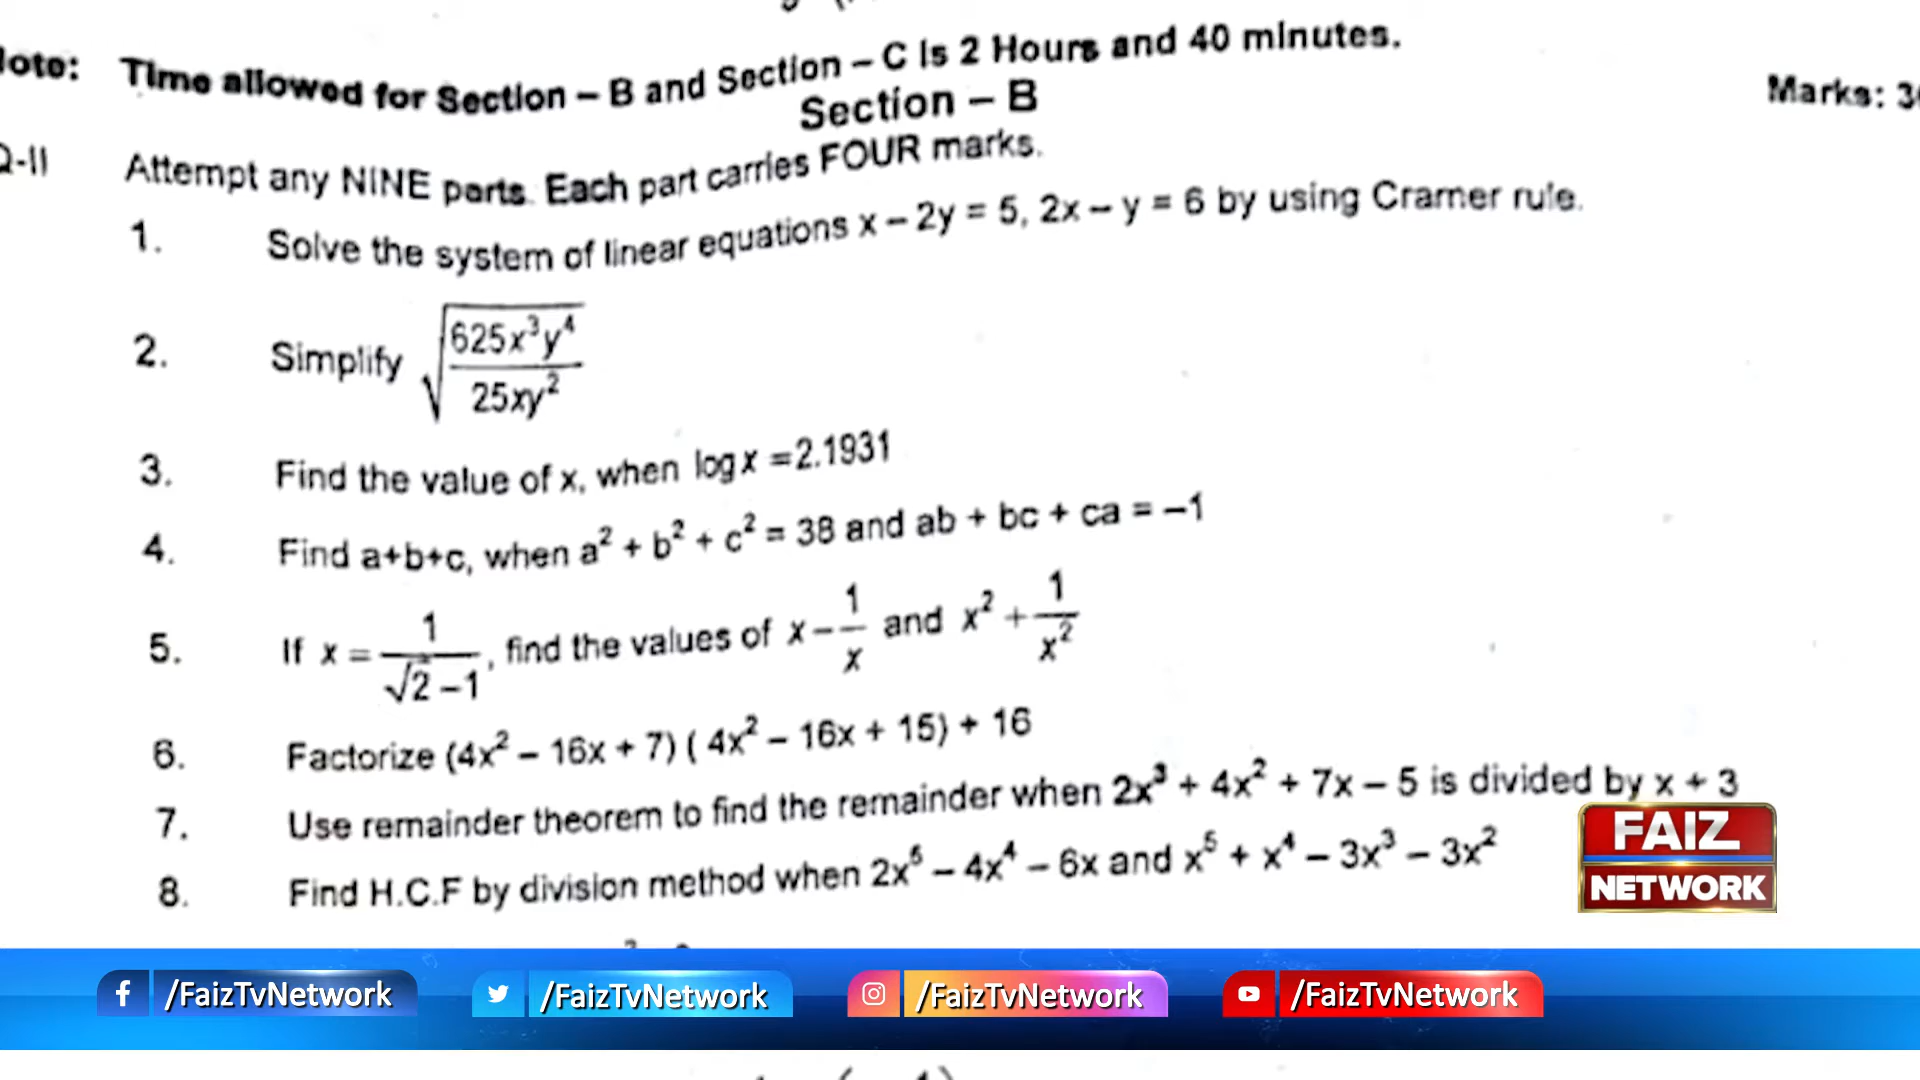 Note: Time allowed for Section – B and Section – C is 2 Hours and 40 minutes.
Section – B
Marks: 3
Q-II Attempt any NINE parts. Each part carries FOUR marks.
1. Solve the system of linear equations x – 2y = 5, 2x – y = 6 by using Cramer rule.
2. Simplify √(625x³y⁴ / 25xy²)
3. Find the value of x, when log x = 2.1931
4. Find a+b+c, when a² + b² + c² = 38 and ab + bc + ca = –1
5. If x = 1/(√2 – 1), find the values of x – 1/x and x² + 1/x²
6. Factorize (4x² – 16x + 7) ( 4x² – 16x + 15) + 16
7. Use remainder theorem to find the remainder when 2x³ + 4x² + 7x – 5 is divided by x + 3
8. Find H.C.F by division method when 2x⁵ – 4x⁴ – 6x and x⁵ + x⁴ – 3x³ – 3x²
FAIZ
NETWORK
/FaizTvNetwork /FaizTvNetwork /FaizTvNetwork /FaizTvNetwork